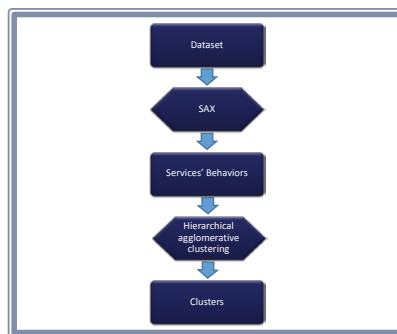 Dataset
SAX
Services' Behaviors
Hierarchical
agglomerative
clustering
Clusters